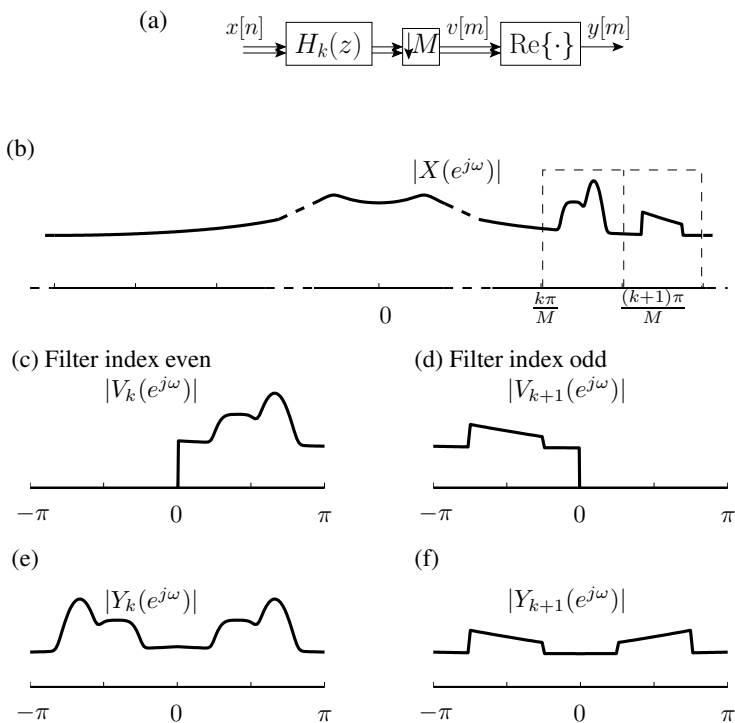 (a)
x[n] H_k(z) ↓M v[m] Re{·} y[m]
(b)
|X(e^{jω})|
0 kπ/M (k+1)π/M
(c) Filter index even
(d) Filter index odd
|V_k(e^{jω})| |V_{k+1}(e^{jω})|
−π 0 π −π 0 π
(e) (f)
|Y_k(e^{jω})| |Y_{k+1}(e^{jω})|
−π 0 π −π 0 π